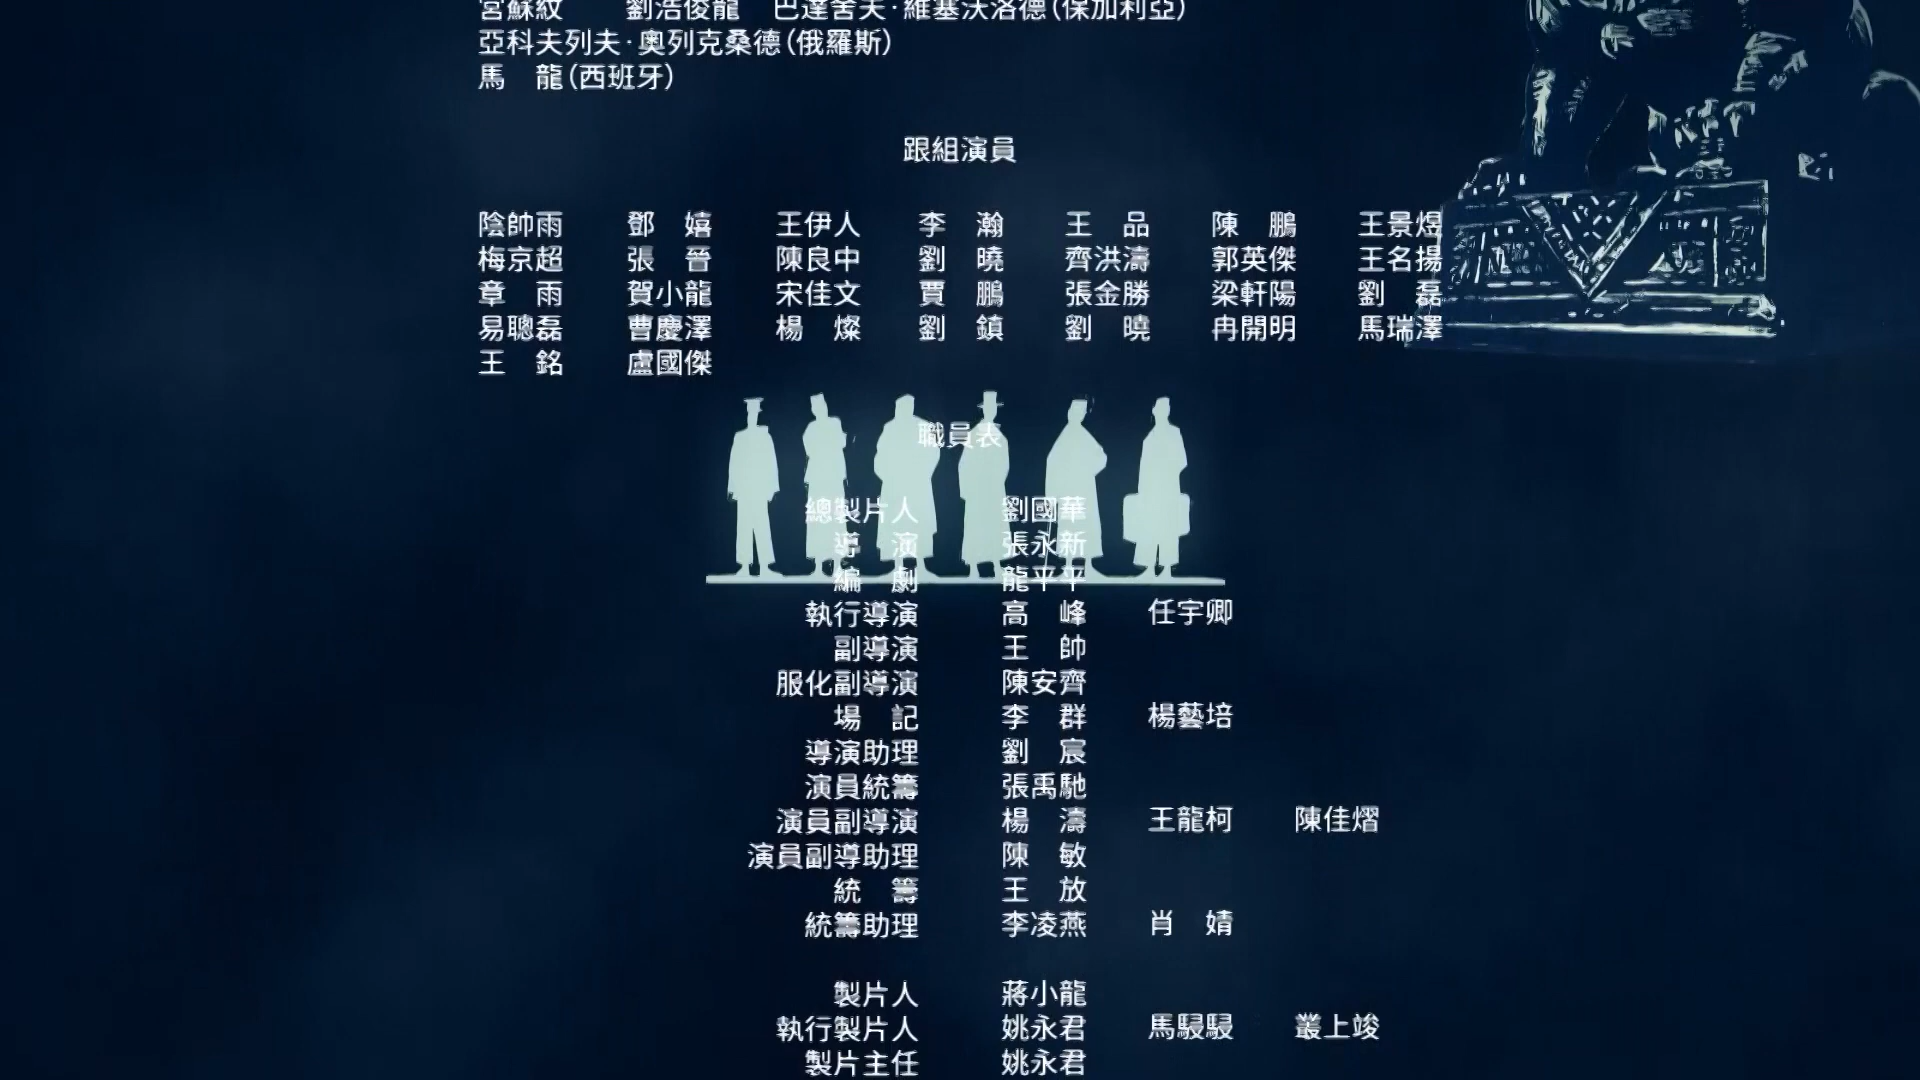 宮蘇紋 劉浩俊龍 巴達舍夫·維塞沃洛德(保加利亞)
亞科夫列夫·奧列克桑德(俄羅斯)
馬 龍(西班牙)
跟組演員
陰帥雨 鄧 嬉 王伊人 李 瀚 王 品 陳 鵬 王景煜
梅京超 張 晉 陳良中 劉 曉 齊洪濤 郭英傑 王名揚
章 雨 賀小龍 宋佳文 賈 鵬 張金勝 梁軒陽 劉 磊
易聰磊 曹慶澤 楊 燦 劉 鎮 劉 曉 冉開明 馬瑞澤
王 銘 盧國傑
職員表
總製片人 劉國華
導 演 張永新
編 劇 龍平平
執行導演 高 峰 任宇卿
副導演 王 帥
服化副導演 陳安齊
場 記 李 群 楊藝培
導演助理 劉 宸
演員統籌 張禹馳
演員副導演 楊 濤 王龍柯 陳佳熠
演員副導助理 陳 敏
統 籌 王 放
統籌助理 李凌燕 肖 婧
製片人 蔣小龍
執行製片人 姚永君 馬駸駸 叢上竣
製片主任 姚永君